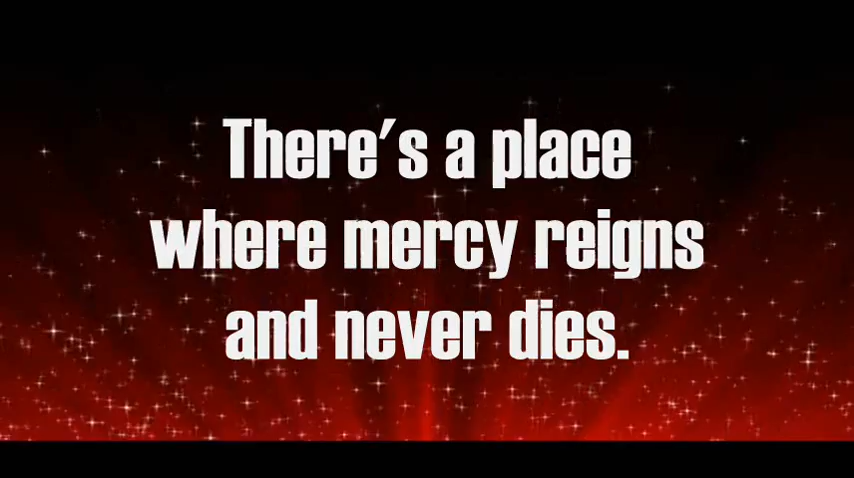 There's a place
where mercy reigns
and never dies.